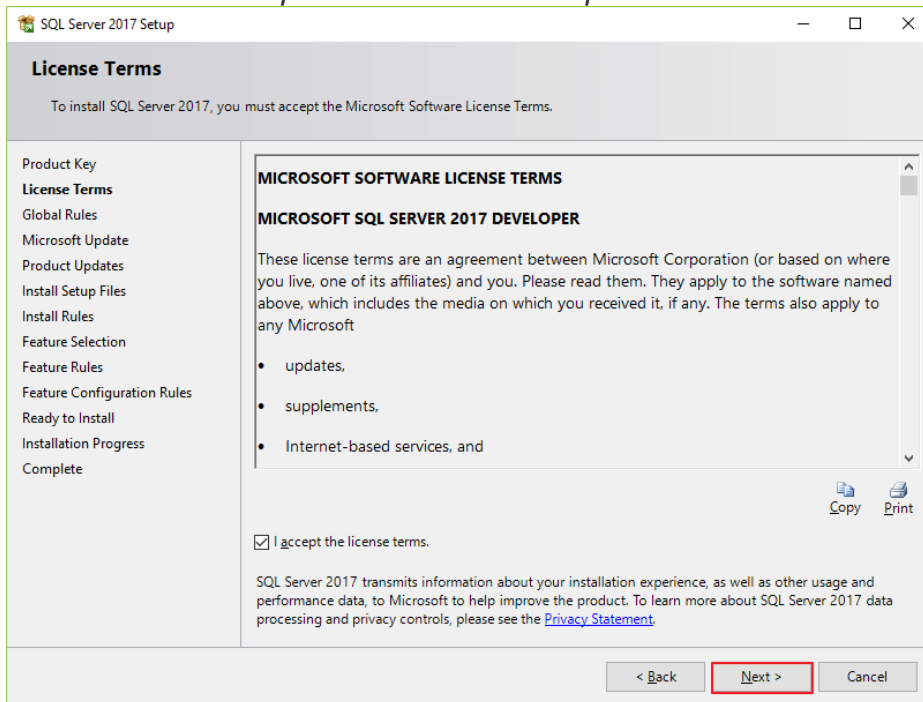 SQL Server 2017 Setup
License Terms
To install SQL Server 2017, you must accept the Microsoft Software License Terms.
Product Key
License Terms
Global Rules
Microsoft Update
Product Updates
Install Setup Files
Install Rules
Feature Selection
Feature Rules
Feature Configuration Rules
Ready to Install
Installation Progress
Complete
MICROSOFT SOFTWARE LICENSE TERMS
MICROSOFT SQL SERVER 2017 DEVELOPER
These license terms are an agreement between Microsoft Corporation (or based on where
you live, one of its affiliates) and you. Please read them. They apply to the software named
above, which includes the media on which you received it, if any. The terms also apply to
any Microsoft
• updates,
• supplements,
• Internet-based services, and
Copy Print
I accept the license terms.
SQL Server 2017 transmits information about your installation experience, as well as other usage and
performance data, to Microsoft to help improve the product. To learn more about SQL Server 2017 data
processing and privacy controls, please see the Privacy Statement.
< Back Next > Cancel